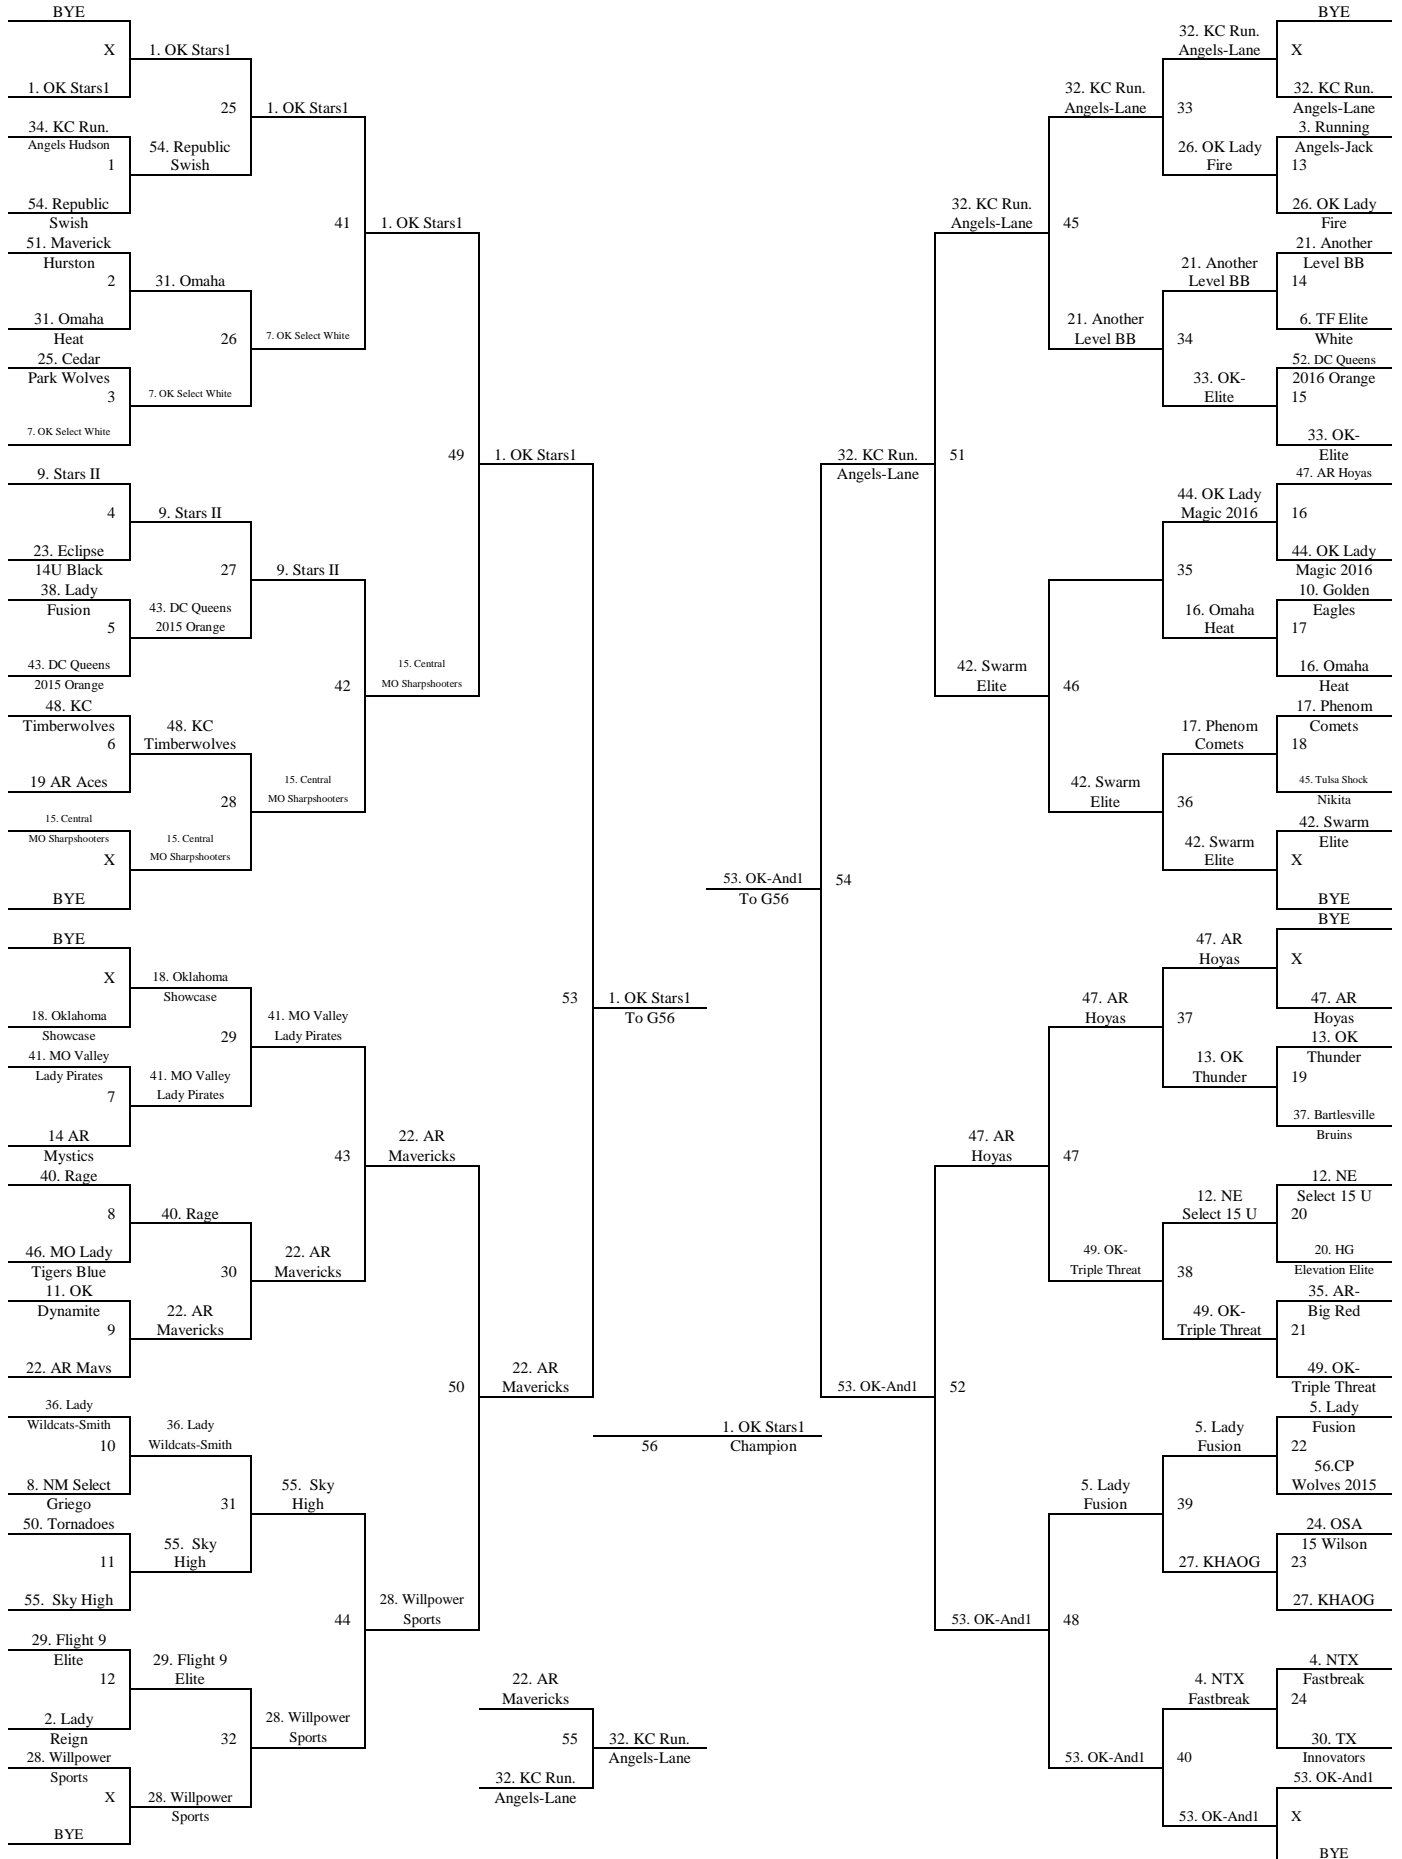 BYE
X
1. OK Stars1
1. OK Stars1
25
1. OK Stars1
34. KC Run.
Angels Hudson
1
54. Republic
Swish
54. Republic
Swish
41
1. OK Stars1
51. Maverick
Hurston
2
31. Omaha
31. Omaha
Heat
26
7. OK Select White
25. Cedar
Park Wolves
3
7. OK Select White
7. OK Select White
49
1. OK Stars1
9. Stars II
4
9. Stars II
23. Eclipse
14U Black
27
9. Stars II
38. Lady
Fusion
5
43. DC Queens
2015 Orange
43. DC Queens
2015 Orange
42
15. Central
MO Sharpshooters
48. KC
Timberwolves
6
48. KC
Timberwolves
19 AR Aces
28
15. Central
MO Sharpshooters
15. Central
MO Sharpshooters
X
15. Central
MO Sharpshooters
BYE
BYE
X
18. Oklahoma
Showcase
18. Oklahoma
Showcase
29
41. MO Valley
Lady Pirates
41. MO Valley
Lady Pirates
7
41. MO Valley
Lady Pirates
14 AR
Mystics
43
22. AR
Mavericks
40. Rage
8
40. Rage
46. MO Lady
Tigers Blue
30
22. AR
Mavericks
11. OK
Dynamite
9
22. AR
Mavericks
22. AR Mavs
50
22. AR
Mavericks
36. Lady
Wildcats-Smith
10
36. Lady
Wildcats-Smith
8. NM Select
Griego
31
55.  Sky
High
50. Tornadoes
11
55.  Sky
High
55.  Sky High
44
28. Willpower
Sports
29. Flight 9
Elite
12
29. Flight 9
Elite
2. Lady
Reign
32
28. Willpower
Sports
28. Willpower
Sports
X
28. Willpower
Sports
BYE
53
1. OK Stars1
To G56
53. OK-And1
To G56
54
1. OK Stars1
56
Champion
22. AR
Mavericks
55
32. KC Run.
Angels-Lane
32. KC Run.
Angels-Lane
BYE
32. KC Run.
Angels-Lane
X
32. KC Run.
Angels-Lane
32. KC Run.
Angels-Lane
33
3. Running
Angels-Jack
13
26. OK Lady
Fire
26. OK Lady
Fire
32. KC Run.
Angels-Lane
45
21. Another
Level BB
14
21. Another
Level BB
6. TF Elite
White
21. Another
Level BB
34
52. DC Queens
2016 Orange
15
33. OK-
Elite
33. OK-
Elite
32. KC Run.
Angels-Lane
51
47. AR Hoyas
16
44. OK Lady
Magic 2016
44. OK Lady
Magic 2016
35
10. Golden
Eagles
17
16. Omaha
Heat
16. Omaha
Heat
42. Swarm
Elite
46
17. Phenom
Comets
18
17. Phenom
Comets
45. Tulsa Shock
Nikita
42. Swarm
Elite
36
42. Swarm
Elite
X
42. Swarm
Elite
BYE
BYE
47. AR
Hoyas
X
47. AR
Hoyas
47. AR
Hoyas
37
13. OK
Thunder
19
13. OK
Thunder
37. Bartlesville
Bruins
47. AR
Hoyas
47
12. NE
Select 15 U
20
12. NE
Select 15 U
20. HG
Elevation Elite
49. OK-
Triple Threat
38
35. AR-
Big Red
21
49. OK-
Triple Threat
49. OK-
Triple Threat
53. OK-And1
52
5. Lady
Fusion
22
5. Lady
Fusion
56.CP
Wolves 2015
5. Lady
Fusion
39
24. OSA
15 Wilson
23
27. KHAOG
27. KHAOG
53. OK-And1
48
4. NTX
Fastbreak
24
4. NTX
Fastbreak
30. TX
Innovators
53. OK-And1
40
53. OK-And1
X
53. OK-And1
BYE